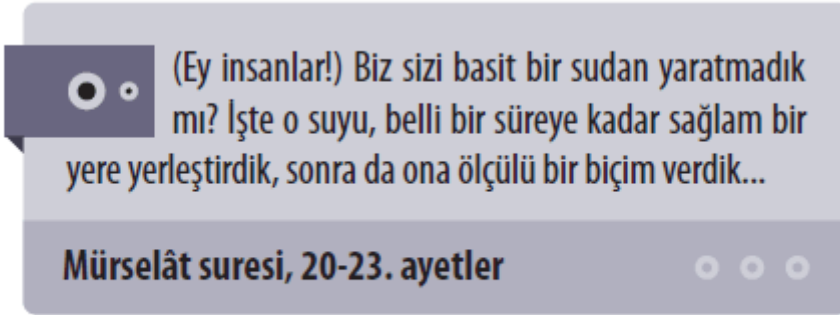 (Ey insanlar!) Biz sizi basit bir sudan yaratmadık
mı? İşte o suyu, belli bir süreye kadar sağlam bir
yere yerleştirdik, sonra da ona ölçülü bir biçim verdik...
Mürselât suresi, 20-23. ayetler